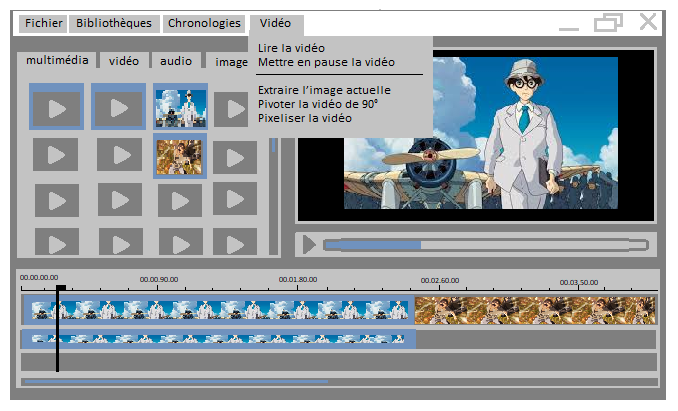 Fichier Bibliothèques Chronologies Vidéo
Lire la vidéo
Mettre en pause la vidéo
Extraire l'image actuelle
Pivoter la vidéo de 90°
Pixeliser la vidéo
multimédia vidéo audio image
00.00.00.00 00.00.90.00 00.01.80.00 00.02.60.00 00.03.50.00